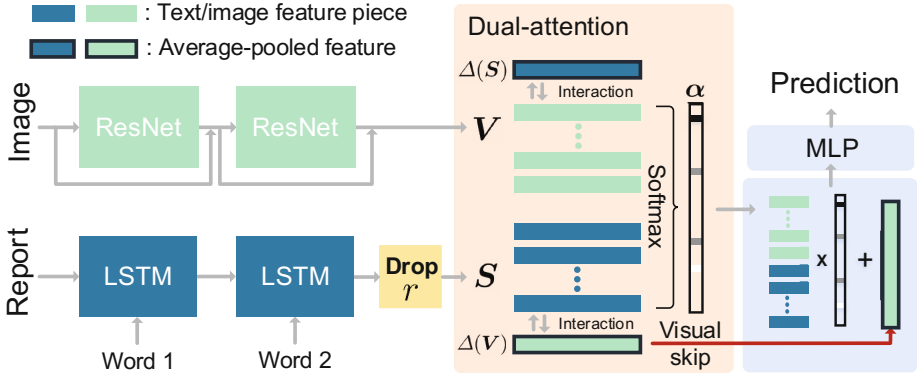 : Text/image feature piece
: Average-pooled feature
Dual-attention
Δ(S)
Interaction
α
Prediction
Image
ResNet
ResNet
V
Softmax
MLP
x
+
Report
LSTM
LSTM
Drop
r
S
Interaction
Δ(V)
Visual
skip
Word 1
Word 2